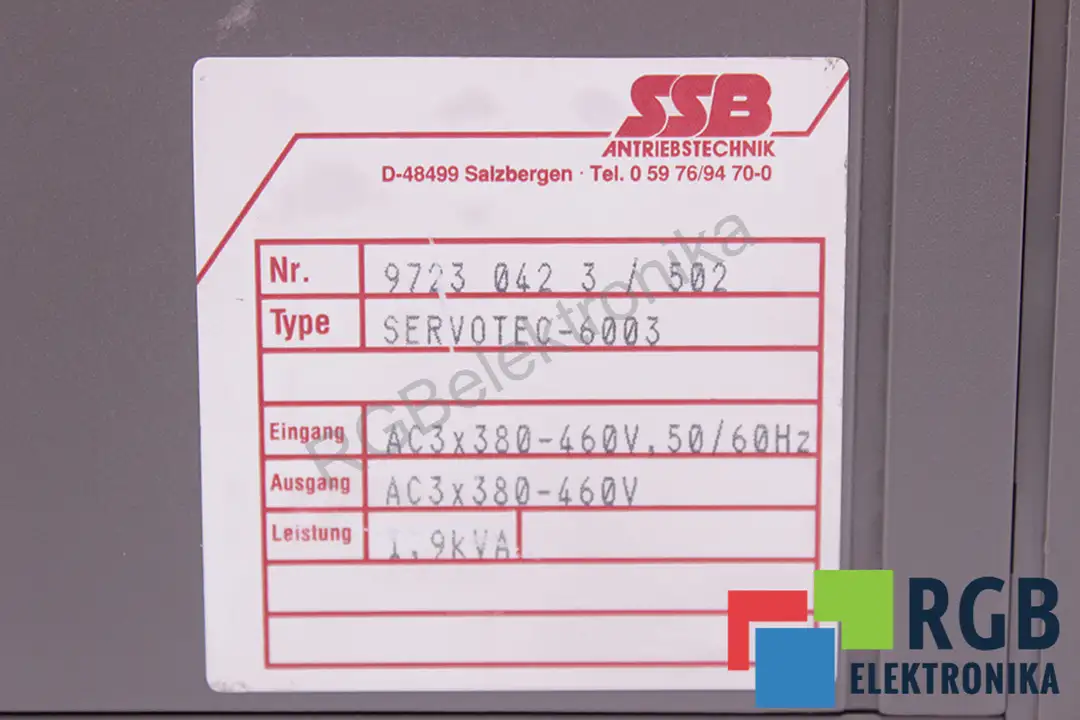 SSB
ANTRIEBSTECHNIK
D-48499 Salzbergen · Tel. 0 59 76/94 70-0
Nr. 9723 042 3 / 502
Type SERVOTEC-6003
Eingang AC3x380-460V,50/60Hz
Ausgang AC3x380-460V
Leistung 1,9kVA
RGBelektronika
RGB
ELEKTRONIKA